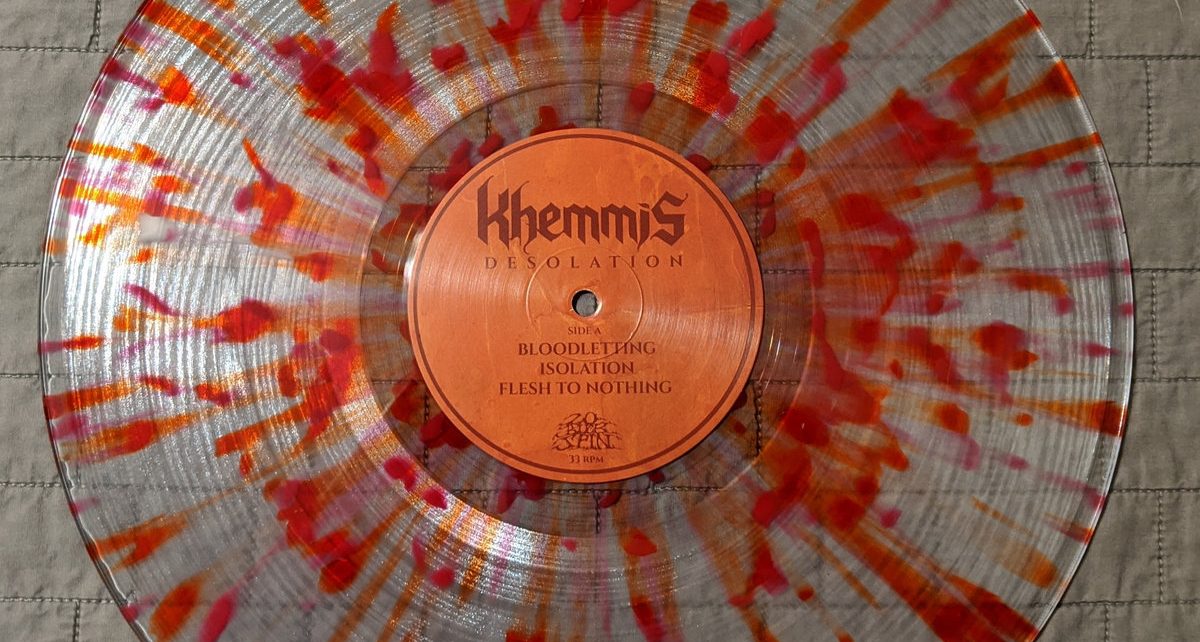 Khemmis
DESOLATION
SIDE A
BLOODLETTING
ISOLATION
FLESH TO NOTHING
20
BUCK
SPIN
33 RPM